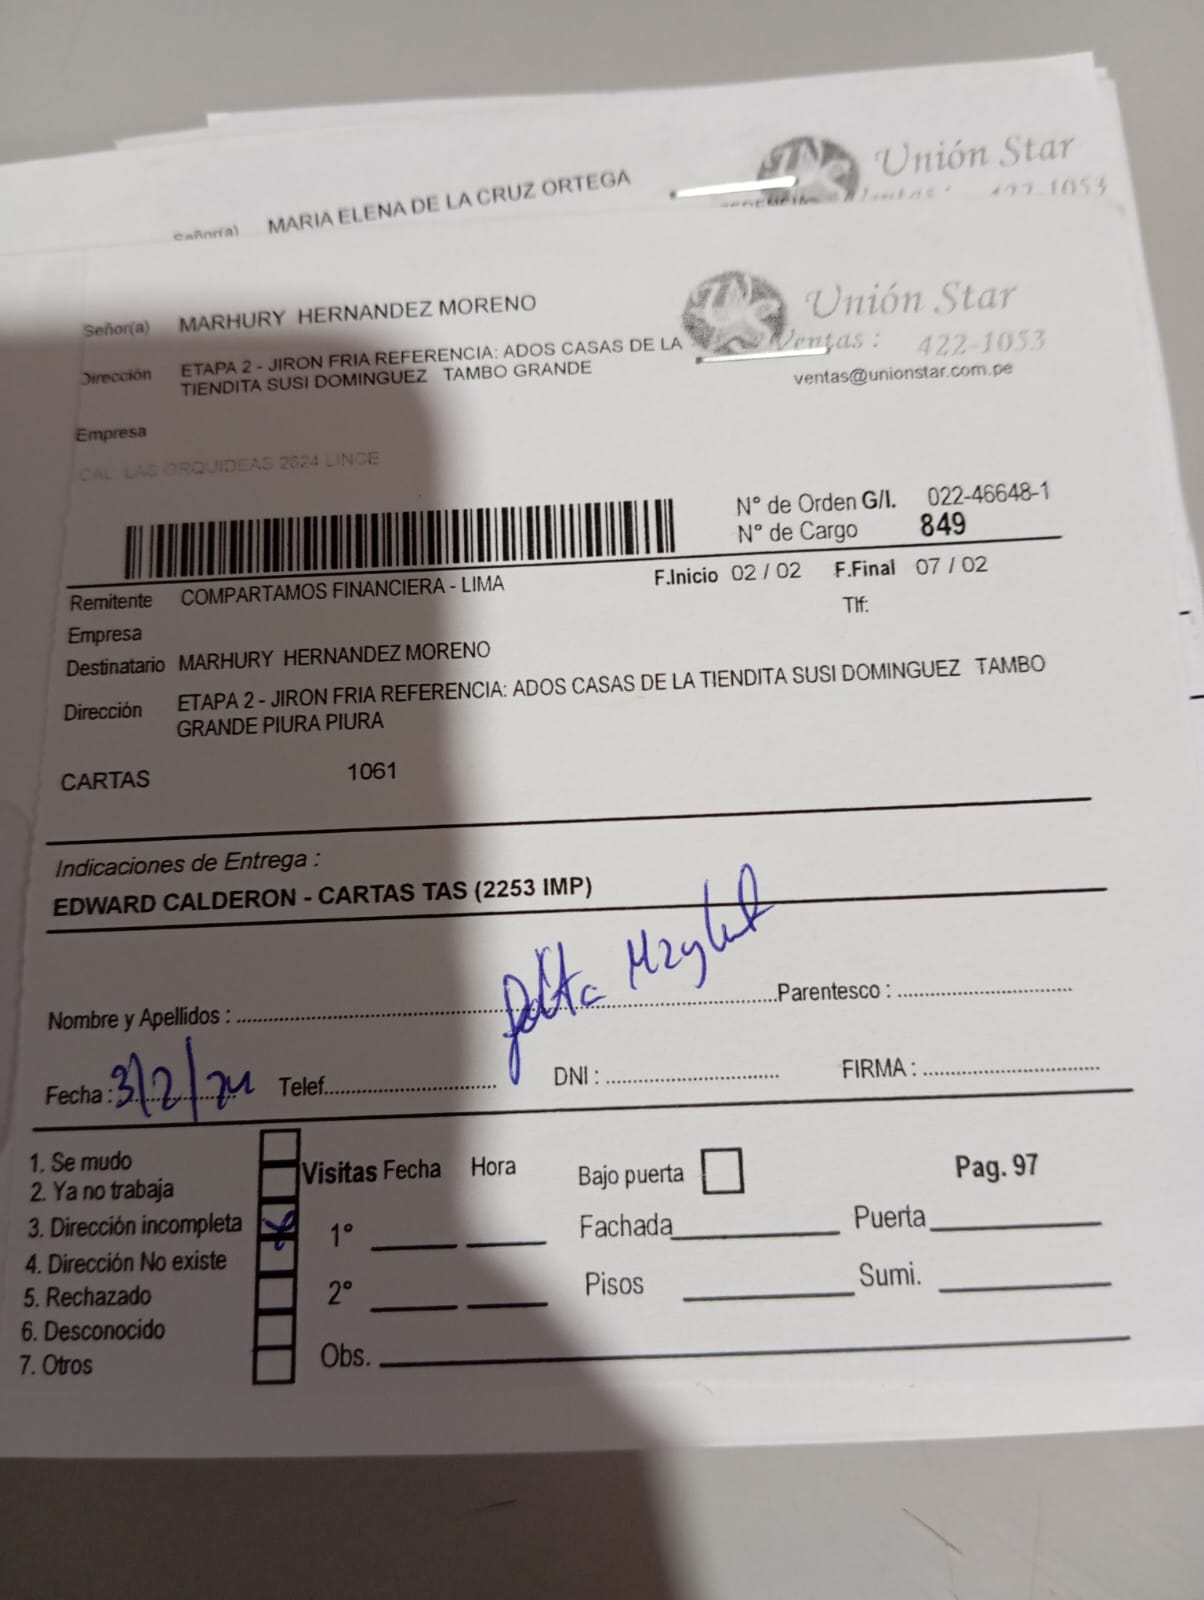 Señor(a) MARIA ELENA DE LA CRUZ ORTEGA
Unión Star
422-1053
Señor(a) MARHURY HERNANDEZ MORENO
Unión Star
Ventas : 422-1053
ventas@unionstar.com.pe
Dirección ETAPA 2 - JIRON FRIA REFERENCIA: ADOS CASAS DE LA
TIENDITA SUSI DOMINGUEZ TAMBO GRANDE
Empresa
CAL LAS ORQUIDEAS 2624 LINCE
N° de Orden G/I. 022-46648-1
N° de Cargo 849
Remitente COMPARTAMOS FINANCIERA - LIMA F.Inicio 02 / 02 F.Final 07 / 02
Empresa Tlf:
Destinatario MARHURY HERNANDEZ MORENO
Dirección ETAPA 2 - JIRON FRIA REFERENCIA: ADOS CASAS DE LA TIENDITA SUSI DOMINGUEZ TAMBO
GRANDE PIURA PIURA
CARTAS 1061
Indicaciones de Entrega :
EDWARD CALDERON - CARTAS TAS (2253 IMP)
Nombre y Apellidos : Parentesco :
Fecha : 3/2/24 Telef. DNI : FIRMA :
1. Se mudo
2. Ya no trabaja
3. Dirección incompleta
4. Dirección No existe
5. Rechazado
6. Desconocido
7. Otros
Visitas Fecha Hora
1°
2°
Obs.
Bajo puerta
Fachada
Pisos
Pag. 97
Puerta
Sumi.